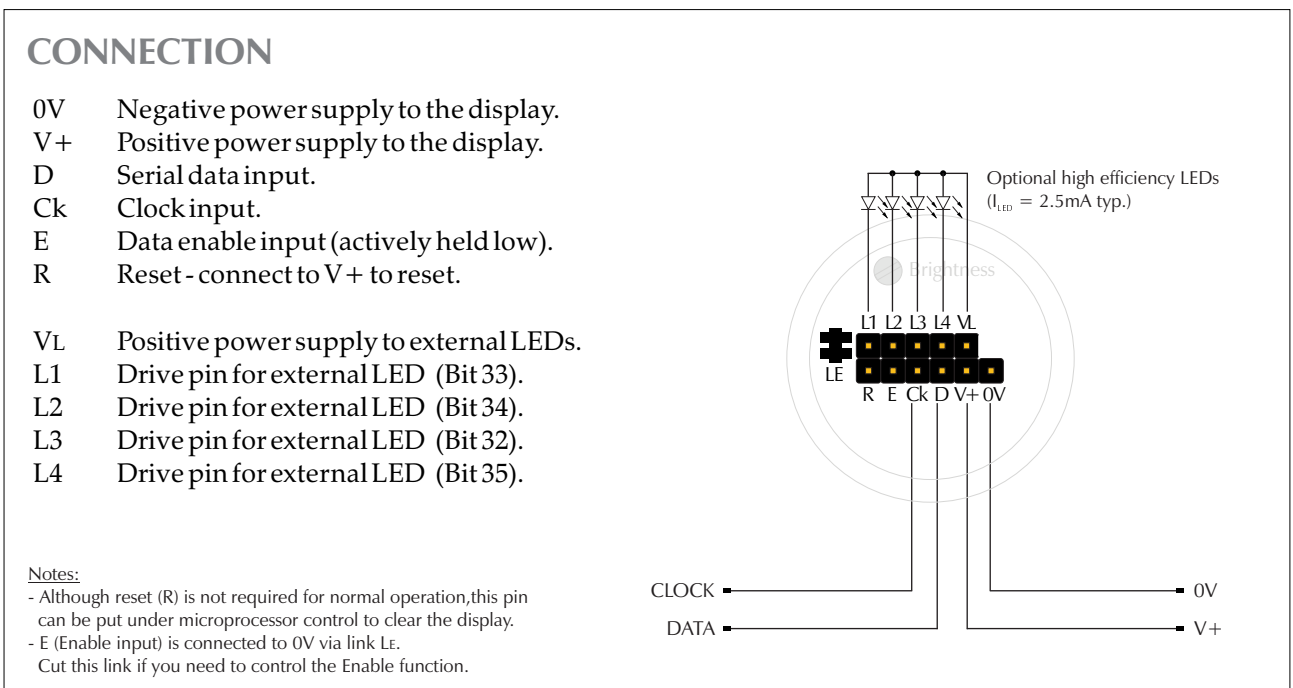 CONNECTION
0V Negative power supply to the display.
V+ Positive power supply to the display.
D Serial data input.
Ck Clock input.
E Data enable input (actively held low).
R Reset - connect to V+ to reset.
VL Positive power supply to external LEDs.
L1 Drive pin for external LED (Bit 33).
L2 Drive pin for external LED (Bit 34).
L3 Drive pin for external LED (Bit 32).
L4 Drive pin for external LED (Bit 35).
Notes:
- Although reset (R) is not required for normal operation,this pin
can be put under microprocessor control to clear the display.
- E (Enable input) is connected to 0V via link LE.
Cut this link if you need to control the Enable function.
Optional high efficiency LEDs
(ILED = 2.5mA typ.)
Brightness
L1 L2 L3 L4 VL
LE
R E Ck D V+ 0V
CLOCK
0V
DATA
V+